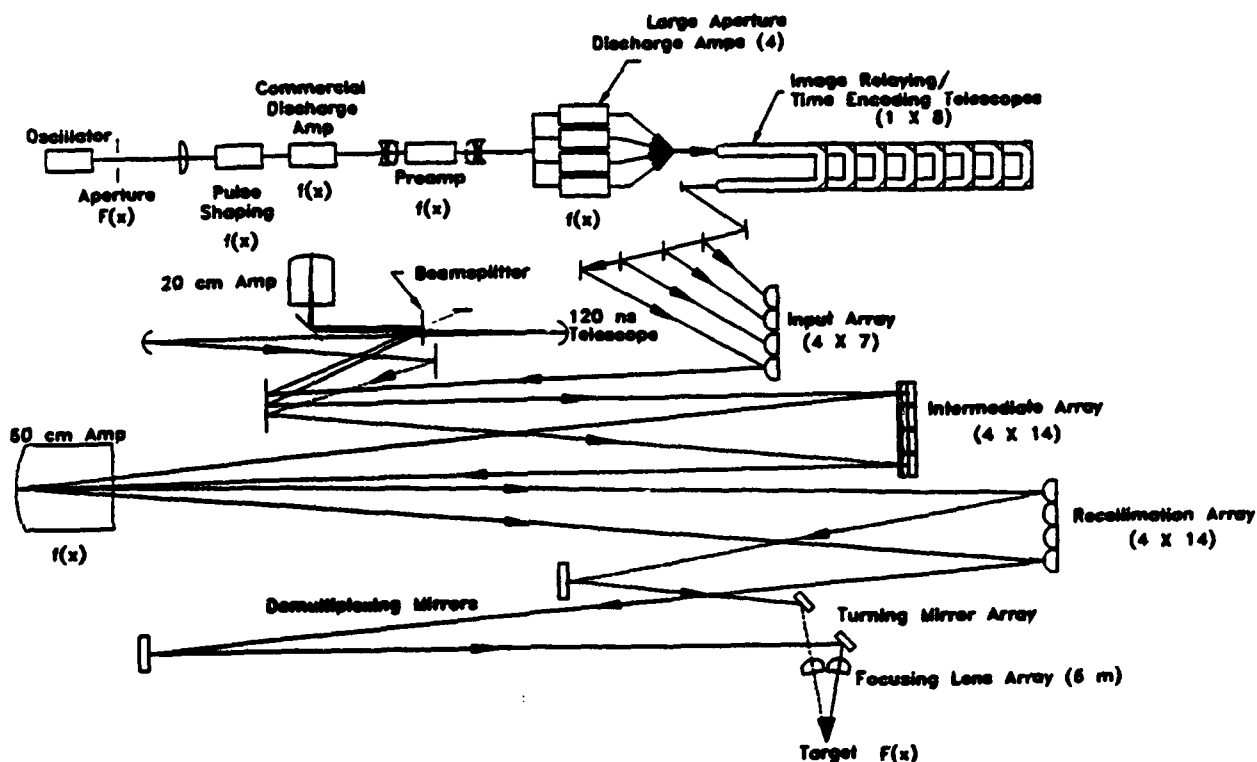 Large Aperture
Discharge Amps (4)
Image Relaying/
Time Encoding Telescopes
(1 X 8)
Commercial
Discharge
Amp
Oscillator
Aperture
F(x)
Pulse
Shaping
f(x)
f(x)
Preamp
f(x)
f(x)
20 cm Amp
Beamsplitter
120 ns
Telescope
Input Array
(4 X 7)
Intermediate Array
(4 X 14)
60 cm Amp
f(x)
Recollimation Array
(4 X 14)
Demultiplexing Mirrors
Turning Mirror Array
Focusing Lens Array (6 m)
Target F(x)